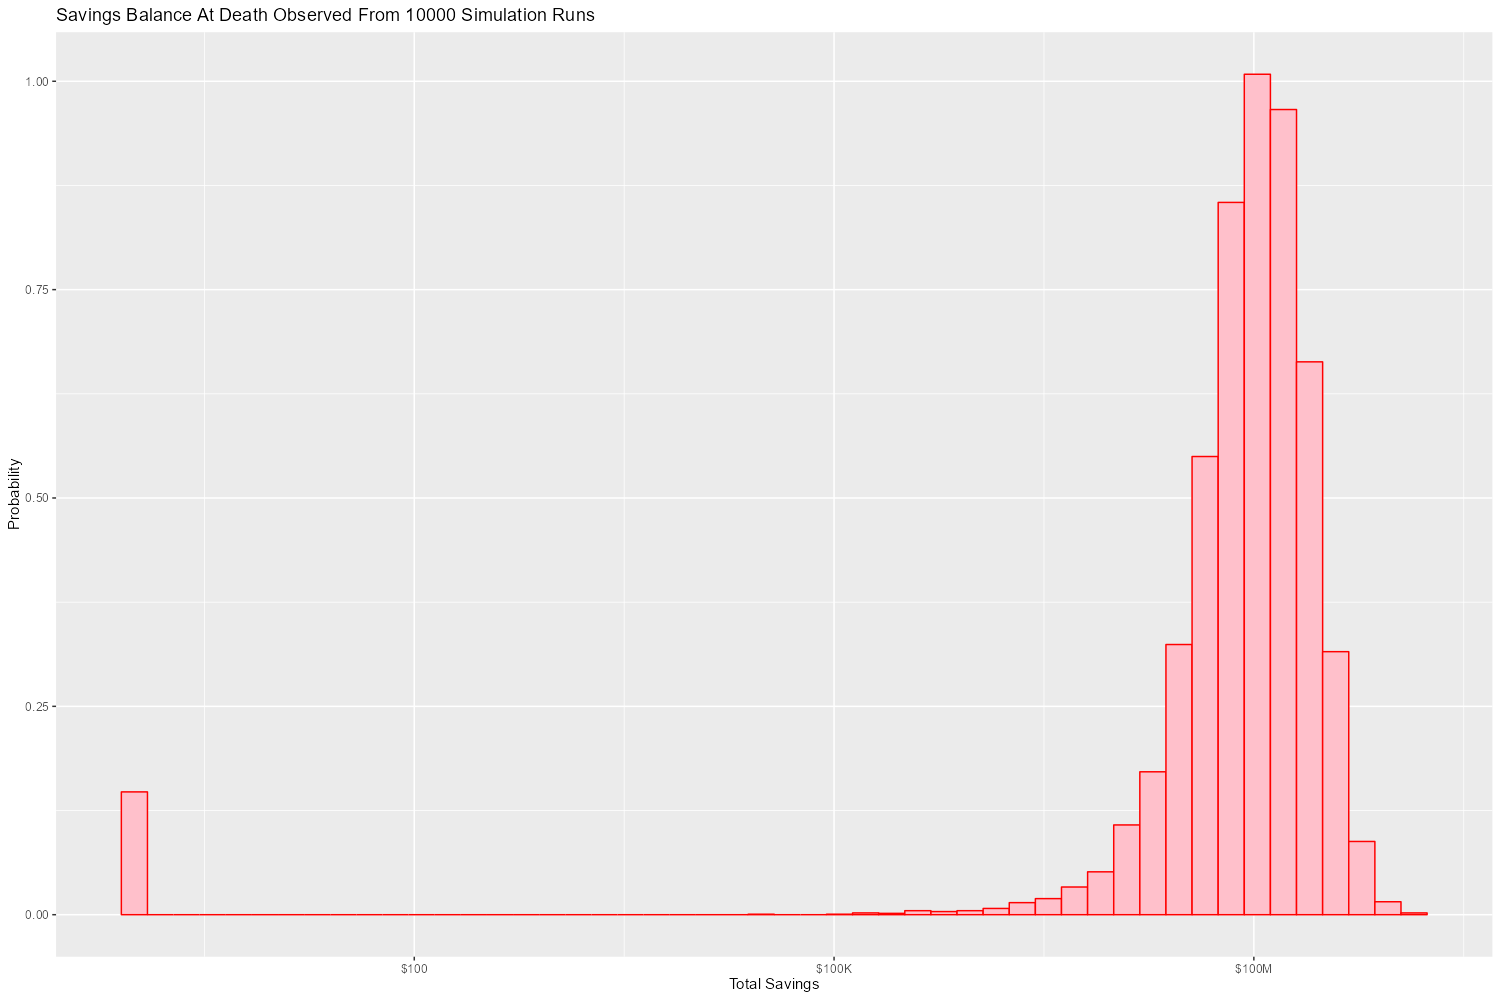 Savings Balance At Death Observed From 10000 Simulation Runs
Probability
1.00
0.75
0.50
0.25
0.00
$100
$100K
$100M
Total Savings